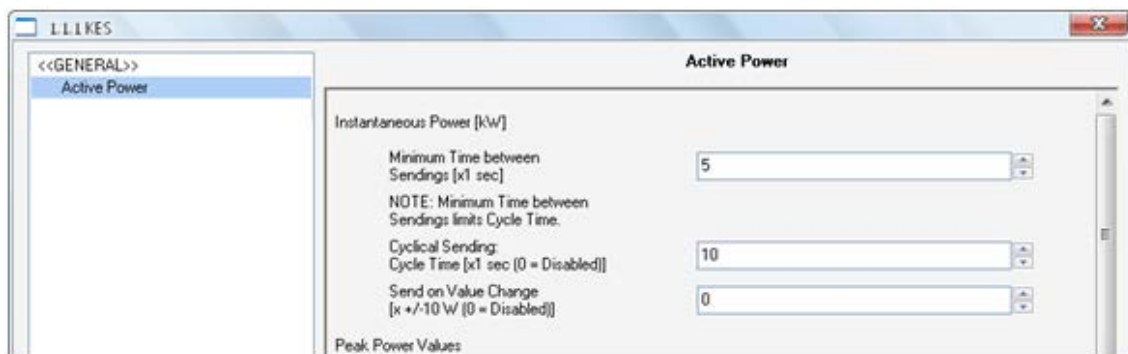 1.1.1 KES
<<GENERAL>>
Active Power
Active Power
Instantaneous Power [kW]
Minimum Time between
Sendings [x1 sec]
5
NOTE: Minimum Time between
Sendings limits Cycle Time.
Cyclical Sending:
Cycle Time [x1 sec (0 = Disabled)]
10
Send on Value Change
[x +/-10 W (0 = Disabled)]
0
Peak Power Values